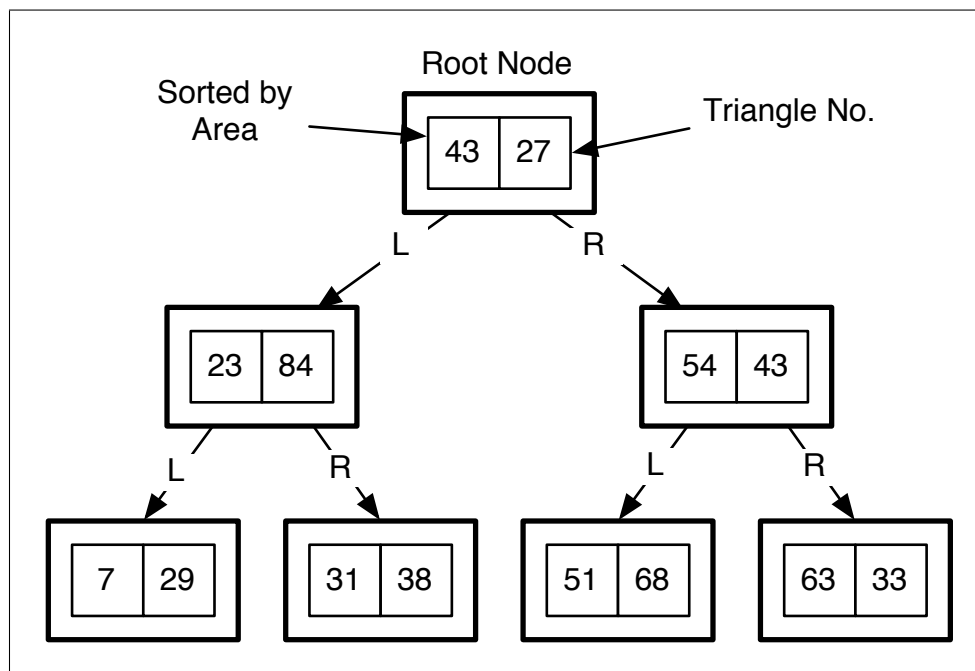 Root Node
Sorted by
Area
Triangle No.
43 27
L R
23 84
54 43
L R L R
7 29
31 38
51 68
63 33